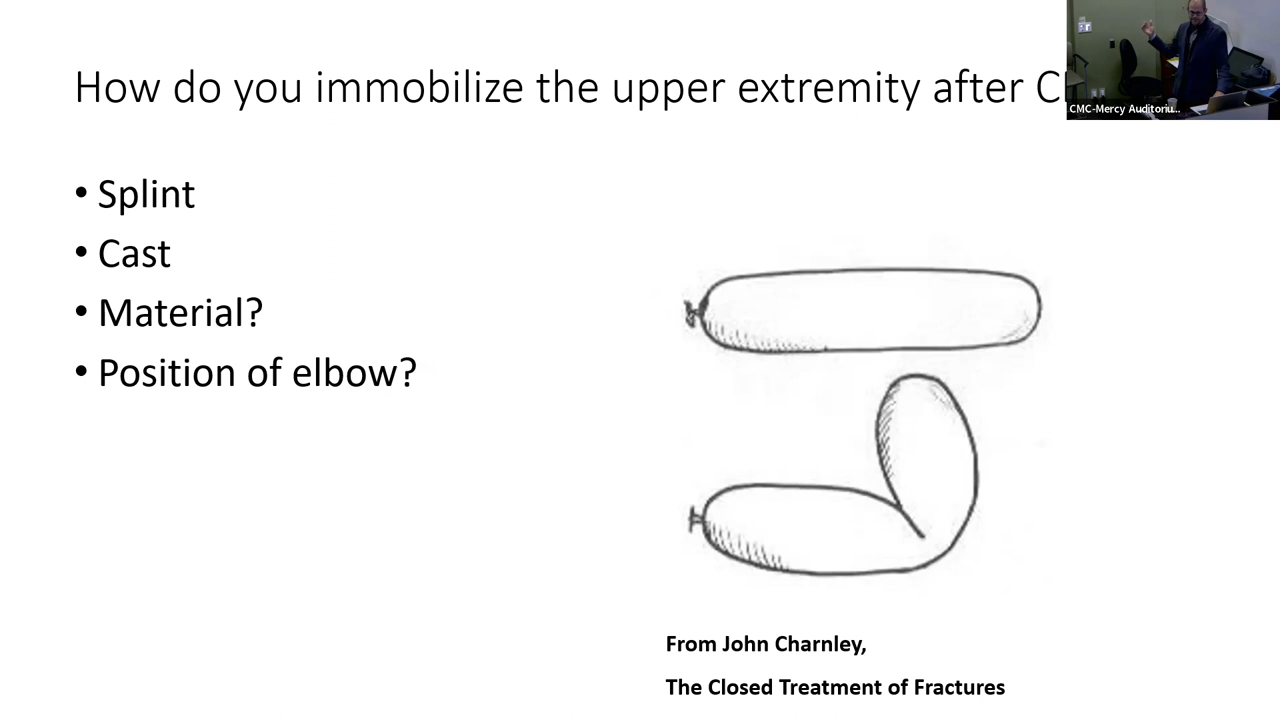 How do you immobilize the upper extremity after
• Splint
• Cast
• Material?
• Position of elbow?
From John Charnley,
The Closed Treatment of Fractures
CMC-Mercy Auditoriu...